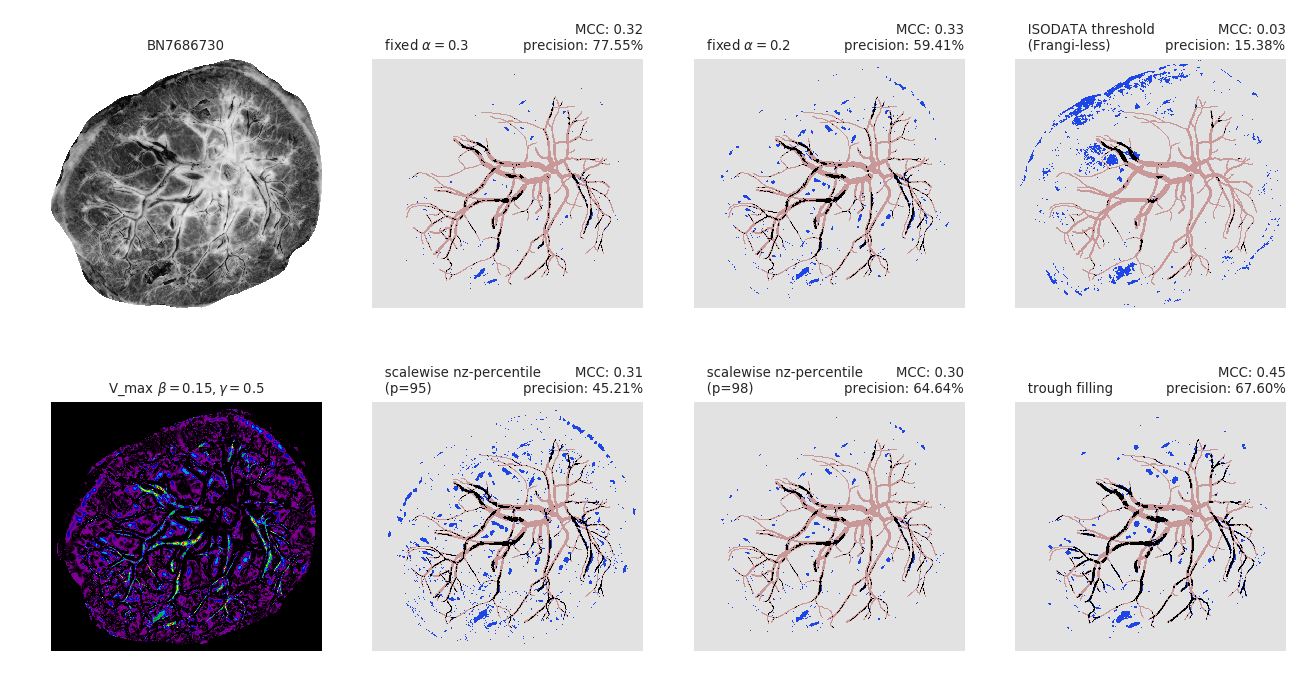 BN7686730
MCC: 0.32
fixed α = 0.3 precision: 77.55%
MCC: 0.33
fixed α = 0.2 precision: 59.41%
ISODATA threshold MCC: 0.03
(Frangi-less) precision: 15.38%
V_max β = 0.15, γ = 0.5
scalewise nz-percentile MCC: 0.31
(p=95) precision: 45.21%
scalewise nz-percentile MCC: 0.30
(p=98) precision: 64.64%
MCC: 0.45
trough filling precision: 67.60%